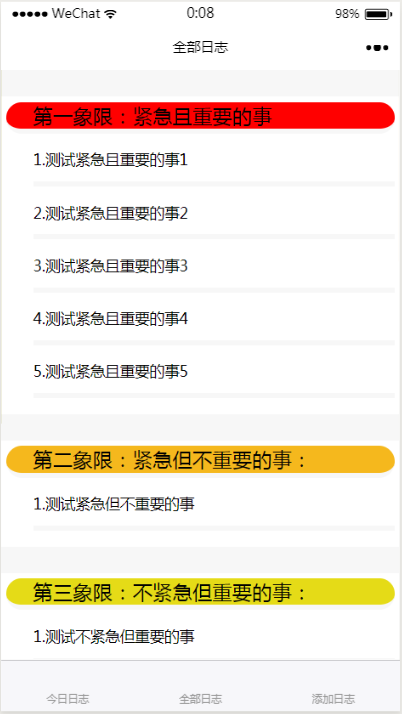 WeChat 0:08 98%
全部日志
第一象限：紧急且重要的事
1.测试紧急且重要的事1
2.测试紧急且重要的事2
3.测试紧急且重要的事3
4.测试紧急且重要的事4
5.测试紧急且重要的事5
第二象限：紧急但不重要的事：
1.测试紧急但不重要的事
第三象限：不紧急但重要的事：
1.测试不紧急但重要的事
今日日志 全部日志 添加日志